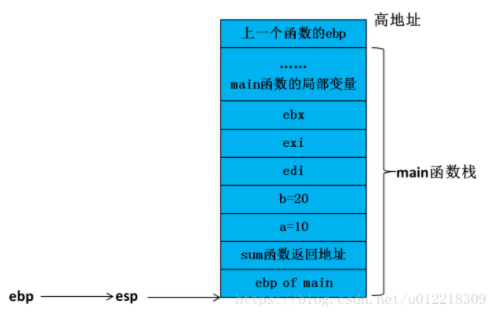 高地址
上一个函数的ebp
……
main函数的局部变量
ebx
exi
edi
b=20
a=10
sum函数返回地址
ebp of main
main函数栈
ebp
esp
https://blog.csdn.net/u012218309